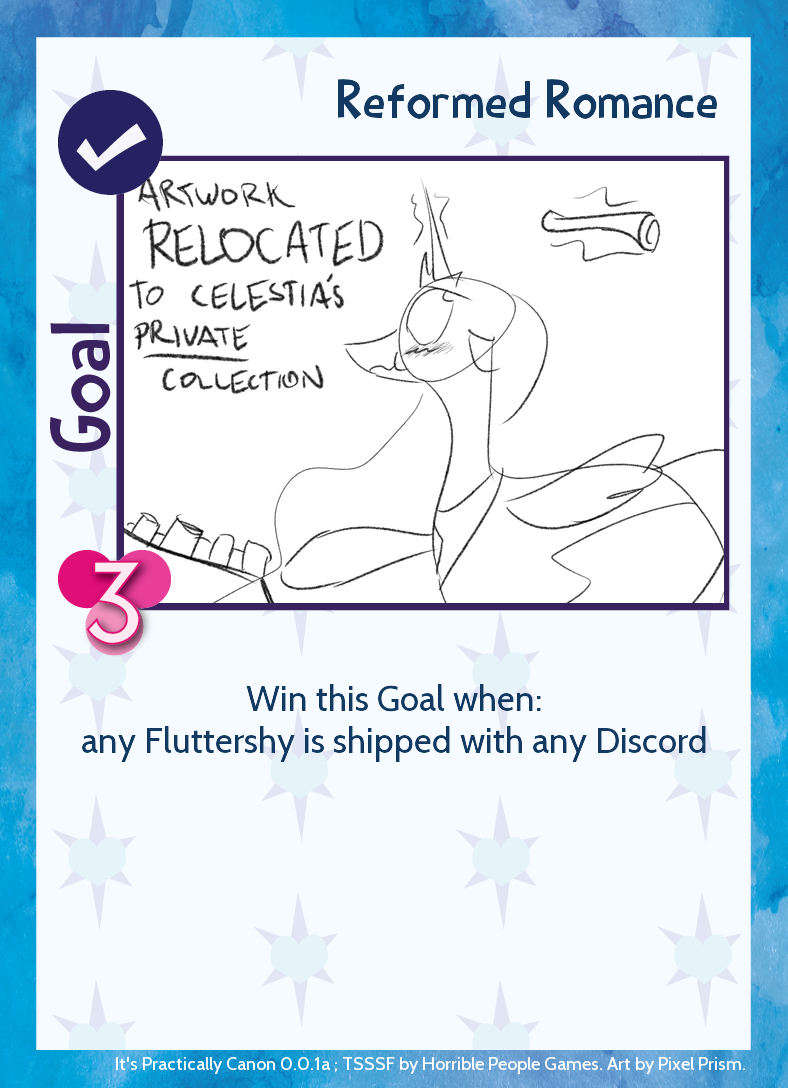 Reformed Romance
ARTWORK
RELOCATED
TO CELESTIA'S
PRIVATE
COLLECTION
Goal
3
Win this Goal when:
any Fluttershy is shipped with any Discord
It's Practically Canon 0.0.1a ; TSSSF by Horrible People Games. Art by Pixel Prism.